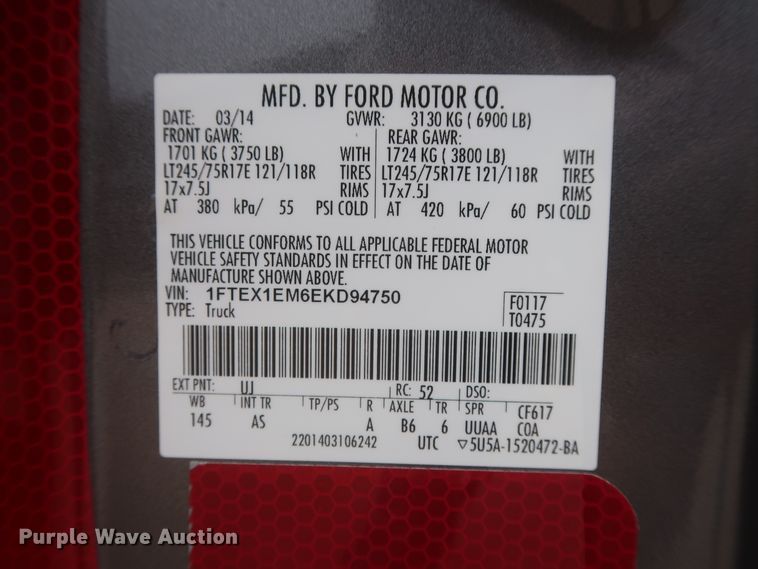 MFD. BY FORD MOTOR CO.
DATE: 03/14 GVWR: 3130 KG ( 6900 LB)
FRONT GAWR: REAR GAWR:
1701 KG ( 3750 LB) WITH 1724 KG ( 3800 LB) WITH
LT245/75R17E 121/118R TIRES LT245/75R17E 121/118R TIRES
17x7.5J RIMS 17x7.5J RIMS
AT 380 kPa/ 55 PSI COLD AT 420 kPa/ 60 PSI COLD
THIS VEHICLE CONFORMS TO ALL APPLICABLE FEDERAL MOTOR
VEHICLE SAFETY STANDARDS IN EFFECT ON THE DATE OF
MANUFACTURE SHOWN ABOVE.
VIN: 1FTEX1EM6EKD94750 F0117
TYPE: Truck T0475
EXT PNT: UJ RC: 52 DSO:
WB INT TR TP/PS R AXLE TR SPR CF617
145 AS A B6 6 UUAA COA
2201403106242 UTC ▽5U5A-1520472-BA
Purple Wave Auction